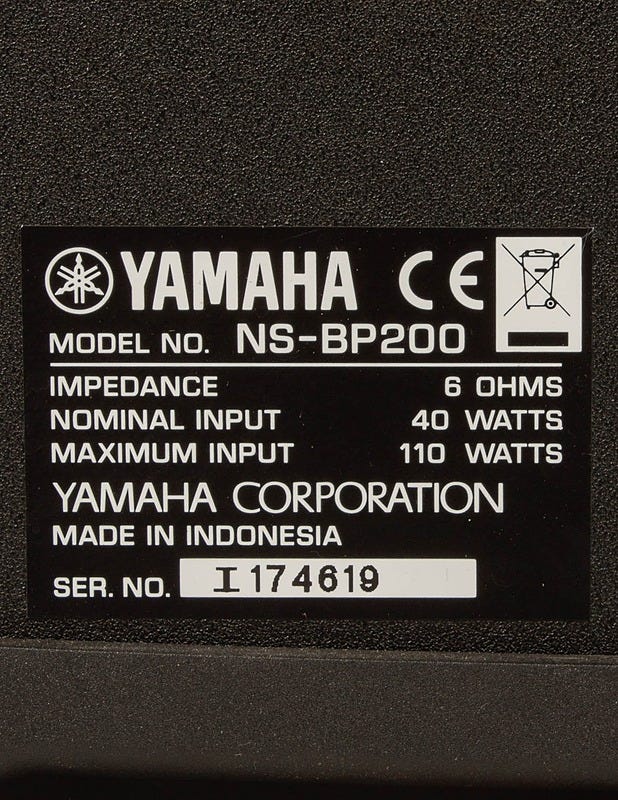 YAMAHA CE
MODEL NO. NS-BP200
IMPEDANCE 6 OHMS
NOMINAL INPUT 40 WATTS
MAXIMUM INPUT 110 WATTS
YAMAHA CORPORATION
MADE IN INDONESIA
SER. NO. I174619